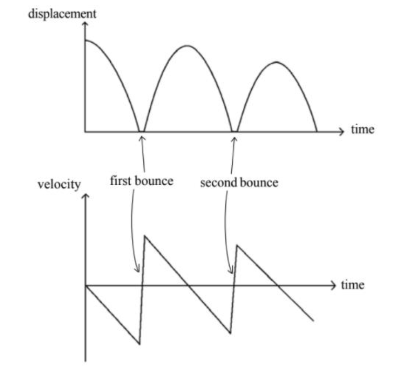 displacement
time
first bounce
second bounce
velocity
time